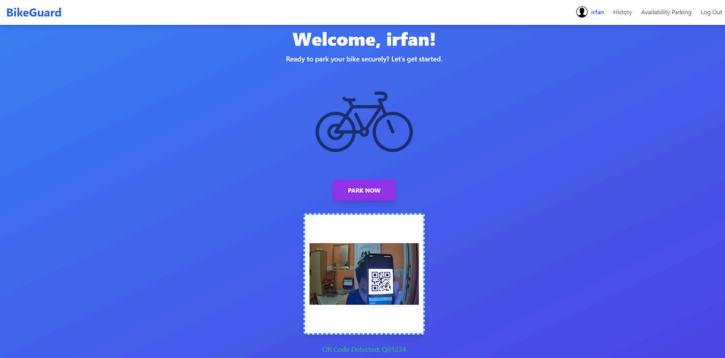 BikeGuard
irfan
History
Availability Parking
Log Out
Welcome, irfan!
Ready to park your bike securely? Let's get started.
PARK NOW
QR Code Detected: QR1234